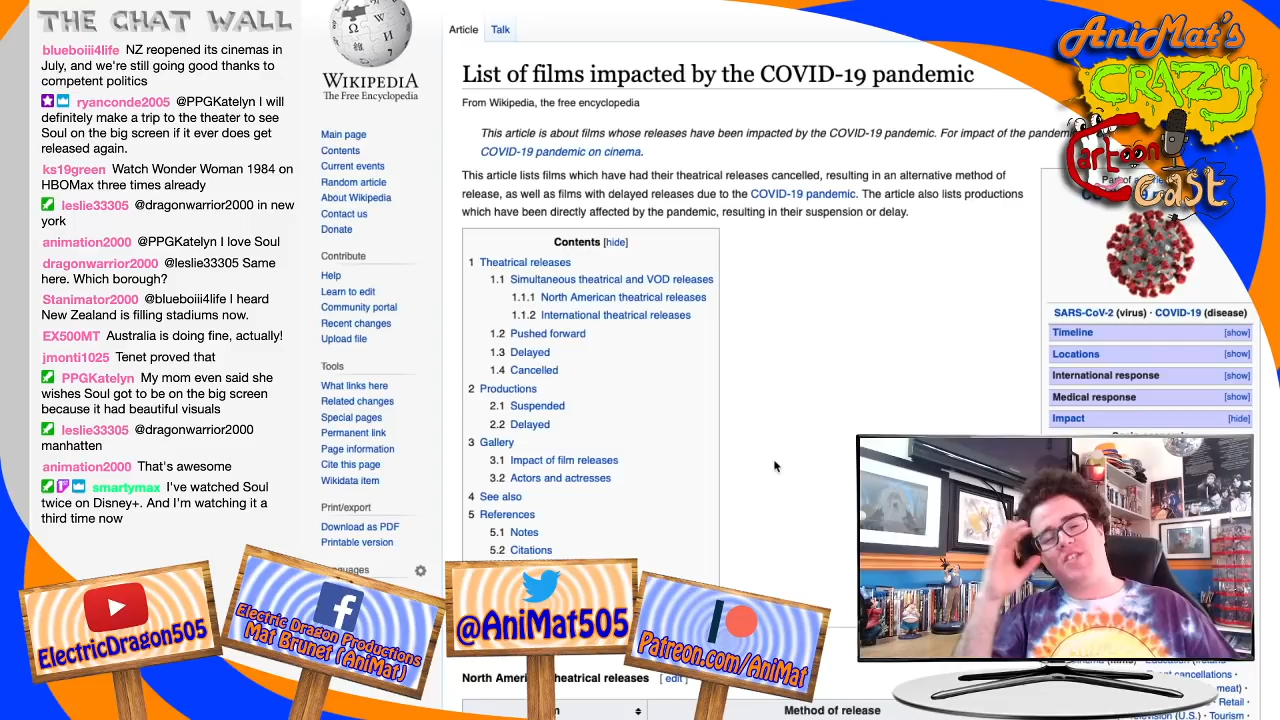 THE CHAT WALL
blueboiii4life NZ reopened its cinemas in
July, and we're still going good thanks to
competent politics
ryanconde2005 @PPGKatelyn I will
definitely make a trip to the theater to see
Soul on the big screen if it ever does get
released again.
ks19green Watch Wonder Woman 1984 on
HBOMax three times already
leslie33305 @dragonwarrior2000 in new
york
animation2000 @PPGKatelyn I love Soul
dragonwarrior2000 @leslie33305 Same
here. Which borough?
Stanimator2000 @blueboiii4life I heard
New Zealand is filling stadiums now.
EX500MT Australia is doing fine, actually!
jmonti1025 Tenet proved that
PPGKatelyn My mom even said she
wishes Soul got to be on the big screen
because it had beautiful visuals
leslie33305 @dragonwarrior2000
manhatten
animation2000 That's awesome
smartymax I've watched Soul
twice on Disney+. And I'm watching it a
third time now
WIKIPEDIA
The Free Encyclopedia
Main page
Contents
Current events
Random article
About Wikipedia
Contact us
Donate
Contribute
Help
Learn to edit
Community portal
Recent changes
Upload file
Tools
What links here
Related changes
Special pages
Permanent link
Page information
Cite this page
Wikidata item
Print/export
Download as PDF
Printable version
Article Talk
List of films impacted by the COVID-19 pandemic
From Wikipedia, the free encyclopedia
This article is about films whose releases have been impacted by the COVID-19 pandemic. For impact of the pandemic
COVID-19 pandemic on cinema.
This article lists films which have had their theatrical releases cancelled, resulting in an alternative method of
release, as well as films with delayed releases due to the COVID-19 pandemic. The article also lists productions
which have been directly affected by the pandemic, resulting in their suspension or delay.
Contents [hide]
1 Theatrical releases
1.1 Simultaneous theatrical and VOD releases
1.1.1 North American theatrical releases
1.1.2 International theatrical releases
1.2 Pushed forward
1.3 Delayed
1.4 Cancelled
2 Productions
2.1 Suspended
2.2 Delayed
3 Gallery
3.1 Impact of film releases
3.2 Actors and actresses
4 See also
5 References
5.1 Notes
5.2 Citations
theatrical releases [ edit ]
Method of release
AniMat's
CRAZY
Cartoon
Cast
Part of a
SARS-CoV-2 (virus) · COVID-19 (disease)
Timeline [show]
Locations [show]
International response [show]
Medical response [show]
Impact [hide]
cancellations
Retail
Television (U.S.) · Tourism
ElectricDragon505
Electric Dragon Productions
Mat Brunet (AniMat)
@AniMat505
Patreon.com/AniMat